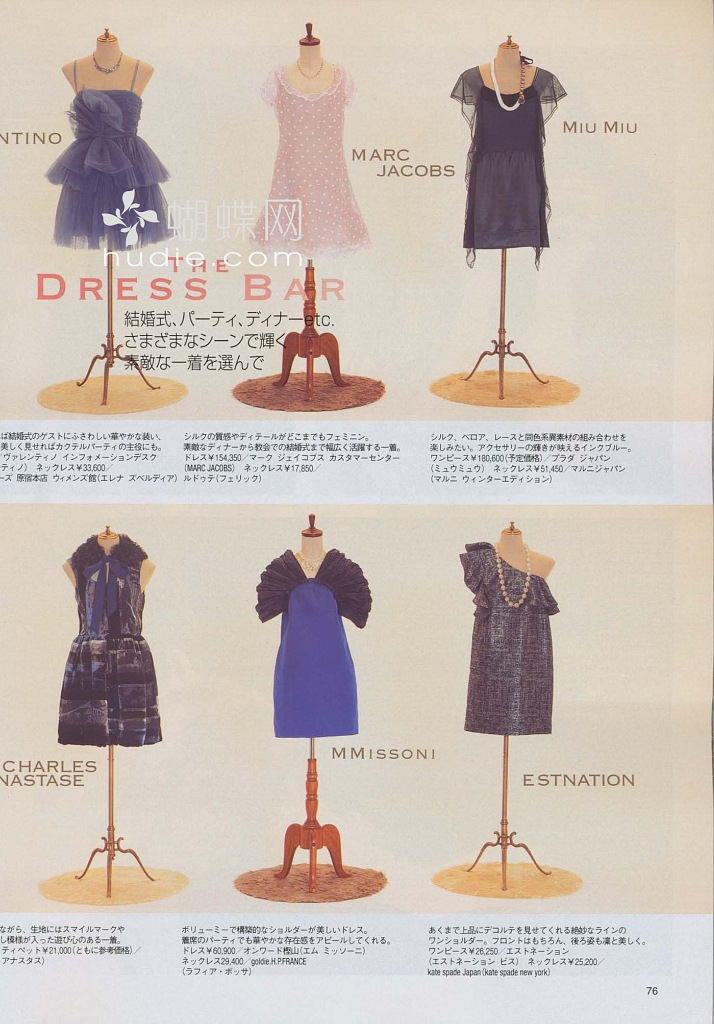 NTINO
MARC
JACOBS
MIU MIU
蝴蝶网
hudie.com
THE
DRESS BAR
結婚式、パーティ、ディナーetc.
さまざまなシーンで輝く
素敵な一着を選んで
ば結婚式のゲストにふさわしい華やかな装い、
美しく見せればカクテルパーティの主役にも。
ヴァレンティノ インフォメーションデスク
ティノ) ネックレス¥33,600/
ーズ 原宿本店 ウィメンズ館(エレナ ズベルディア)
シルクの質感やディテールがどこまでもフェミニン。
素敵なディナーから教会での結婚式まで幅広く活躍する一着。
ドレス¥154,350/マーク ジェイコブス カスタマーセンター
(MARC JACOBS) ネックレス¥17,850/
ルドゥテ(フェリック)
シルク、ベロア、レースと同色系異素材の組み合わせを
楽しみたい。アクセサリーの輝きが映えるインクブルー。
ワンピース¥180,600(予定価格)/プラダ ジャパン
(ミュウミュウ) ネックレス¥51,450/マルニジャパン
(マルニ ウィンターエディション)
CHARLES
NASTASE
MMISSONI
ESTNATION
ながら、生地にはスマイルマークや
し模様が入った遊び心のある一着。
ティペット¥21,000(ともに参考価格)/
アナスタス)
ボリューミーで構築的なショルダーが美しいドレス。
着席のパーティでも華やかな存在感をアピールしてくれる。
ドレス¥60,900/オンワード樫山(エム ミッソーニ)
ネックレス29,400/goldie.H.P.FRANCE
(ラフィア・ボッサ)
あくまで上品にデコルテを見せてくれる絶妙なラインの
ワンショルダー。フロントはもちろん、後ろ姿も凜と美しく。
ワンピース¥26,250/エストネーション
(エストネーション ビス) ネックレス¥25,200/
kate spade Japan(kate spade new york)
76